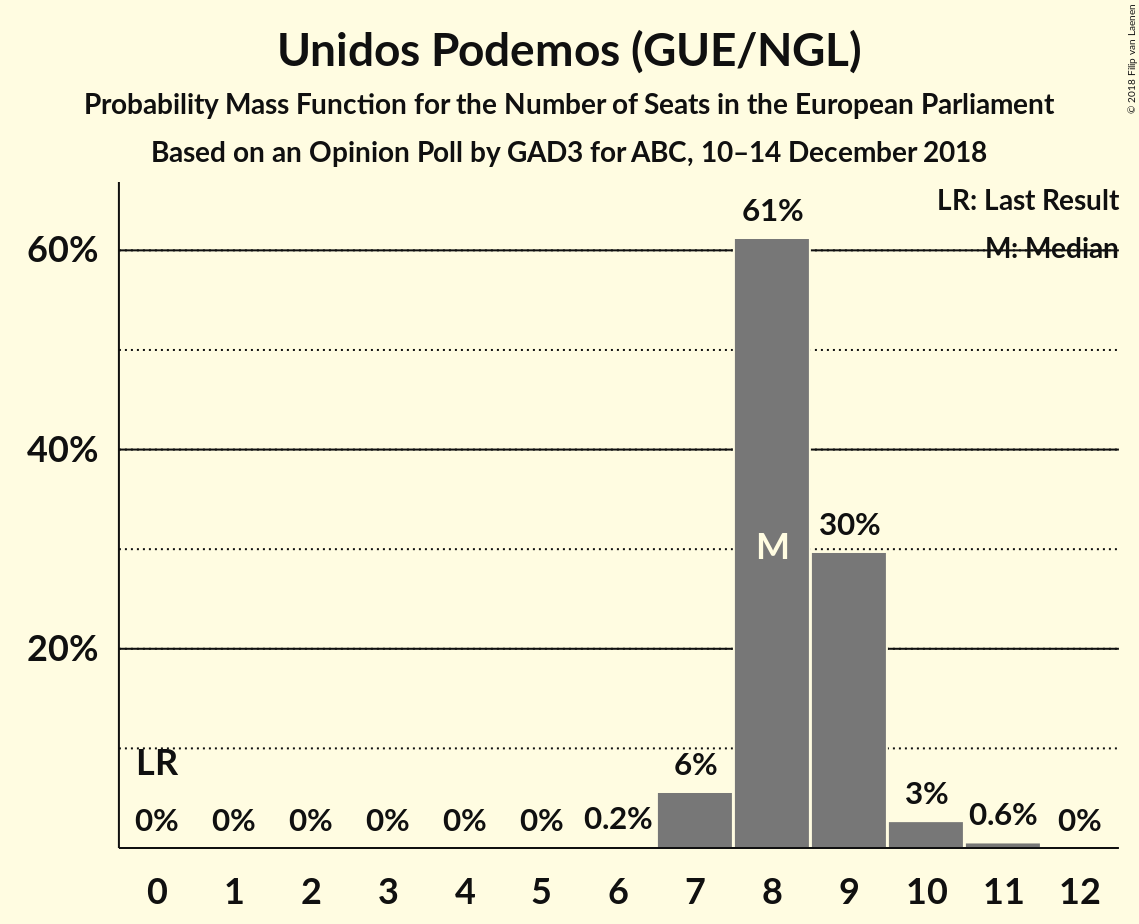 Unidos Podemos (GUE/NGL)
Probability Mass Function for the Number of Seats in the European Parliament
Based on an Opinion Poll by GAD3 for ABC, 10–14 December 2018
© 2018 Filip van Laenen
LR: Last Result
M: Median
61%
60%
40%
30%
M
20%
LR
6%
3%
0% 0% 0% 0% 0% 0% 0.2% 0.6% 0%
0 1 2 3 4 5 6 7 8 9 10 11 12